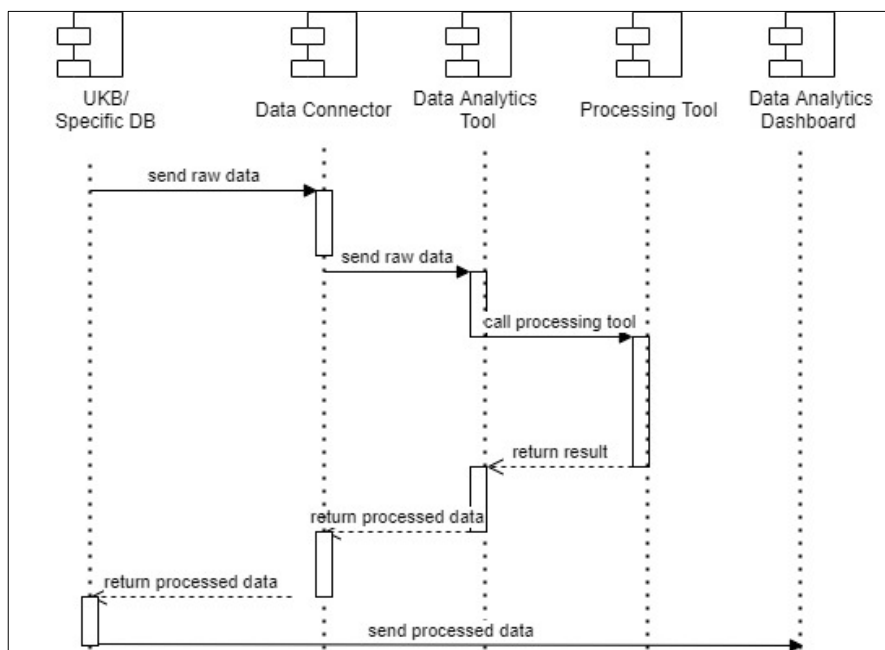 UKB/
Specific DB
Data Connector
Data Analytics
Tool
Processing Tool
Data Analytics
Dashboard
send raw data
send raw data
call processing tool
return result
return processed data
return processed data
send processed data